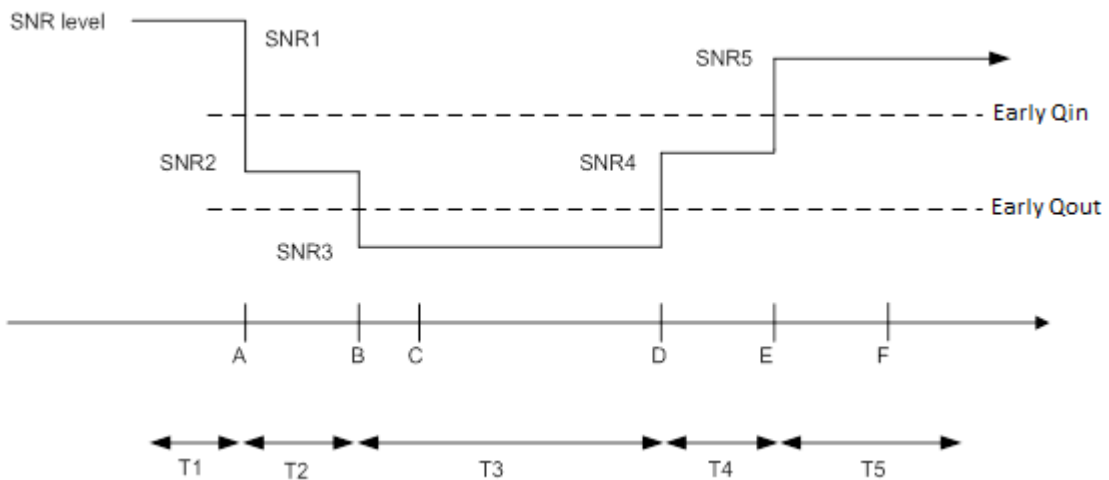 SNR level
SNR1
SNR5
Early Qin
SNR2
SNR4
Early Qout
SNR3
A B C D E F
T1 T2 T3 T4 T5